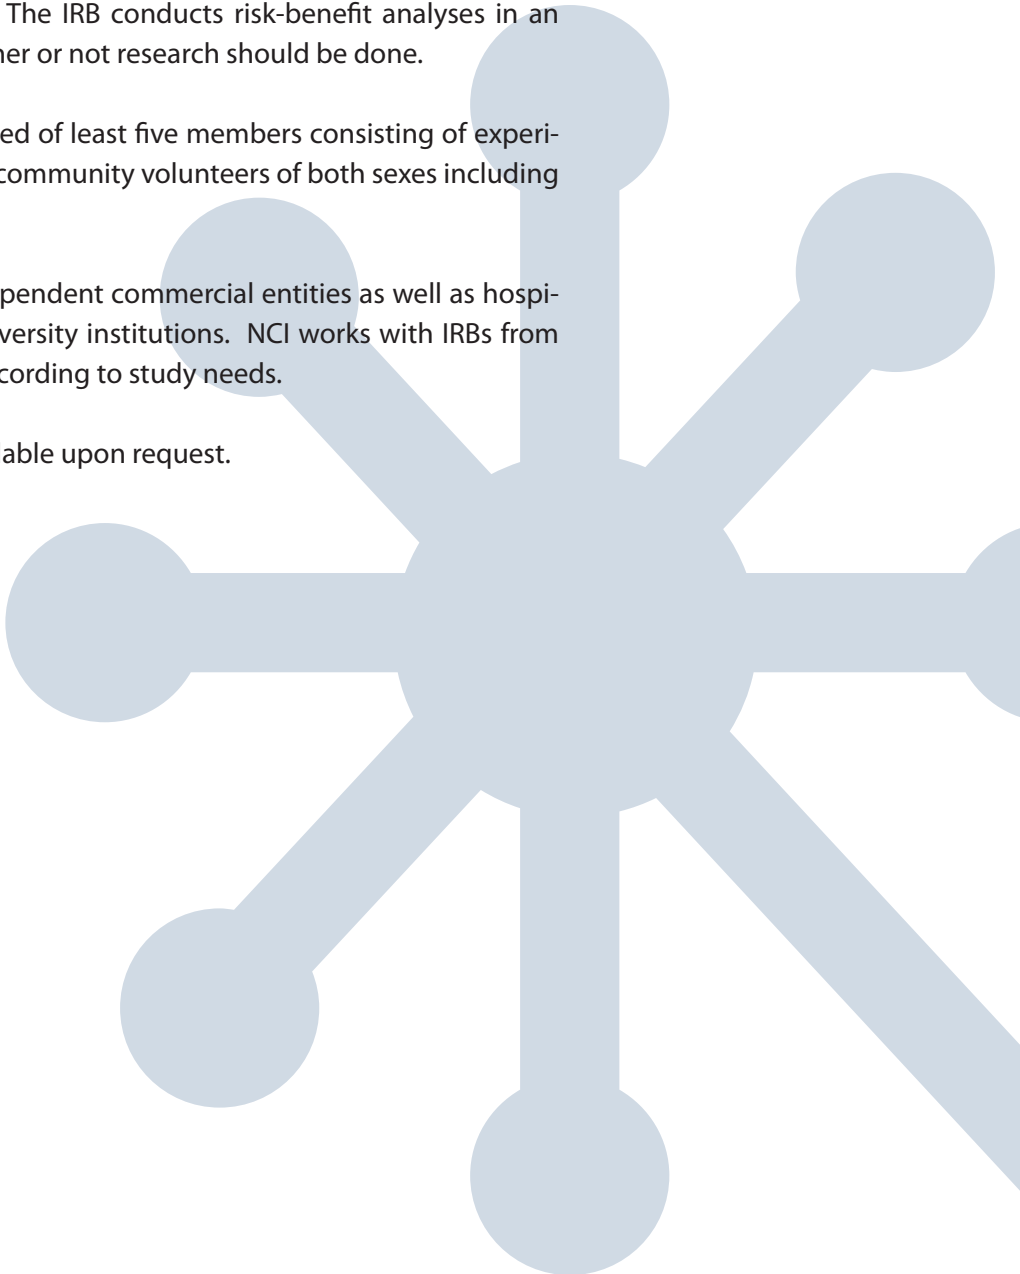 The IRB conducts risk-benefit analyses in an
her or not research should be done.
ed of least five members consisting of experi-
community volunteers of both sexes including
pendent commercial entities as well as hospi-
versity institutions. NCI works with IRBs from
cording to study needs.
lable upon request.